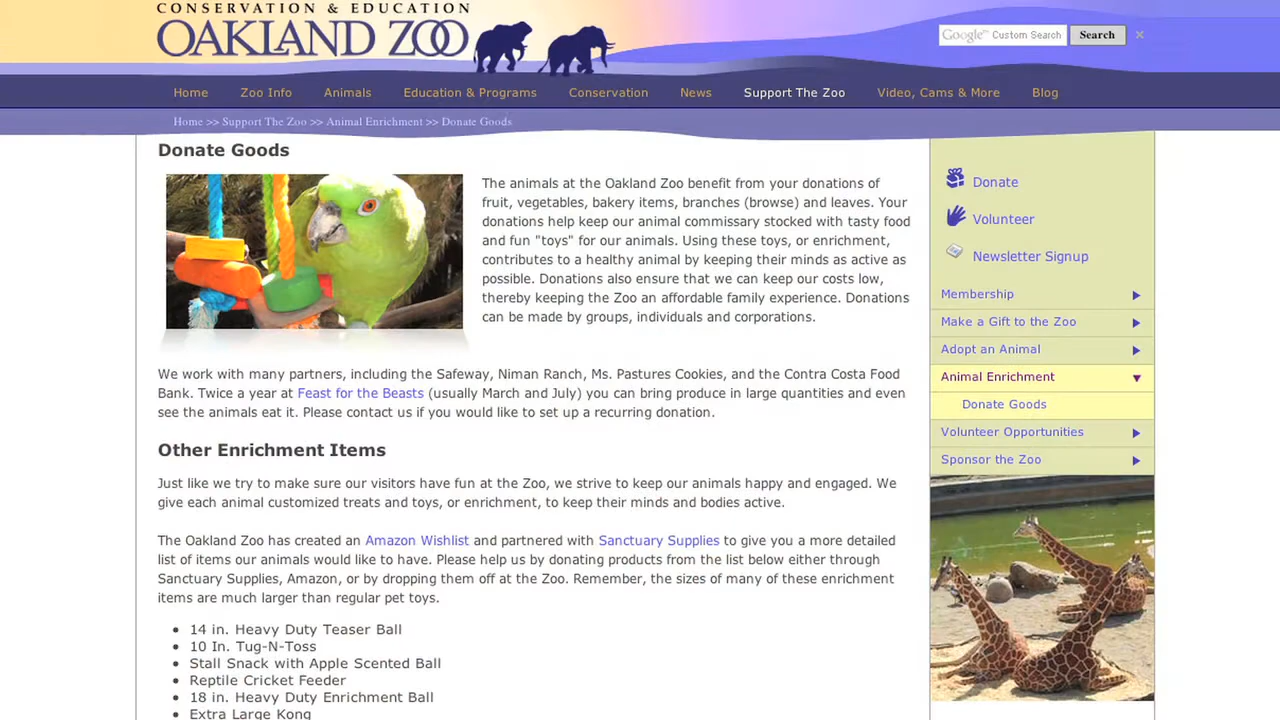 CONSERVATION & EDUCATION
OAKLAND ZOO
Google™ Custom Search
Search
×
Home
Zoo Info
Animals
Education & Programs
Conservation
News
Support The Zoo
Video, Cams & More
Blog
Home >> Support The Zoo >> Animal Enrichment >> Donate Goods
Donate Goods
The animals at the Oakland Zoo benefit from your donations of
fruit, vegetables, bakery items, branches (browse) and leaves. Your
donations help keep our animal commissary stocked with tasty food
and fun "toys" for our animals. Using these toys, or enrichment,
contributes to a healthy animal by keeping their minds as active as
possible. Donations also ensure that we can keep our costs low,
thereby keeping the Zoo an affordable family experience. Donations
can be made by groups, individuals and corporations.
We work with many partners, including the Safeway, Niman Ranch, Ms. Pastures Cookies, and the Contra Costa Food
Bank. Twice a year at Feast for the Beasts (usually March and July) you can bring produce in large quantities and even
see the animals eat it. Please contact us if you would like to set up a recurring donation.
Other Enrichment Items
Just like we try to make sure our visitors have fun at the Zoo, we strive to keep our animals happy and engaged. We
give each animal customized treats and toys, or enrichment, to keep their minds and bodies active.
The Oakland Zoo has created an Amazon Wishlist and partnered with Sanctuary Supplies to give you a more detailed
list of items our animals would like to have. Please help us by donating products from the list below either through
Sanctuary Supplies, Amazon, or by dropping them off at the Zoo. Remember, the sizes of many of these enrichment
items are much larger than regular pet toys.
• 14 in. Heavy Duty Teaser Ball
• 10 In. Tug-N-Toss
• Stall Snack with Apple Scented Ball
• Reptile Cricket Feeder
• 18 in. Heavy Duty Enrichment Ball
• Extra Large Kong
Donate
Volunteer
Newsletter Signup
Membership
Make a Gift to the Zoo
Adopt an Animal
Animal Enrichment
Donate Goods
Volunteer Opportunities
Sponsor the Zoo